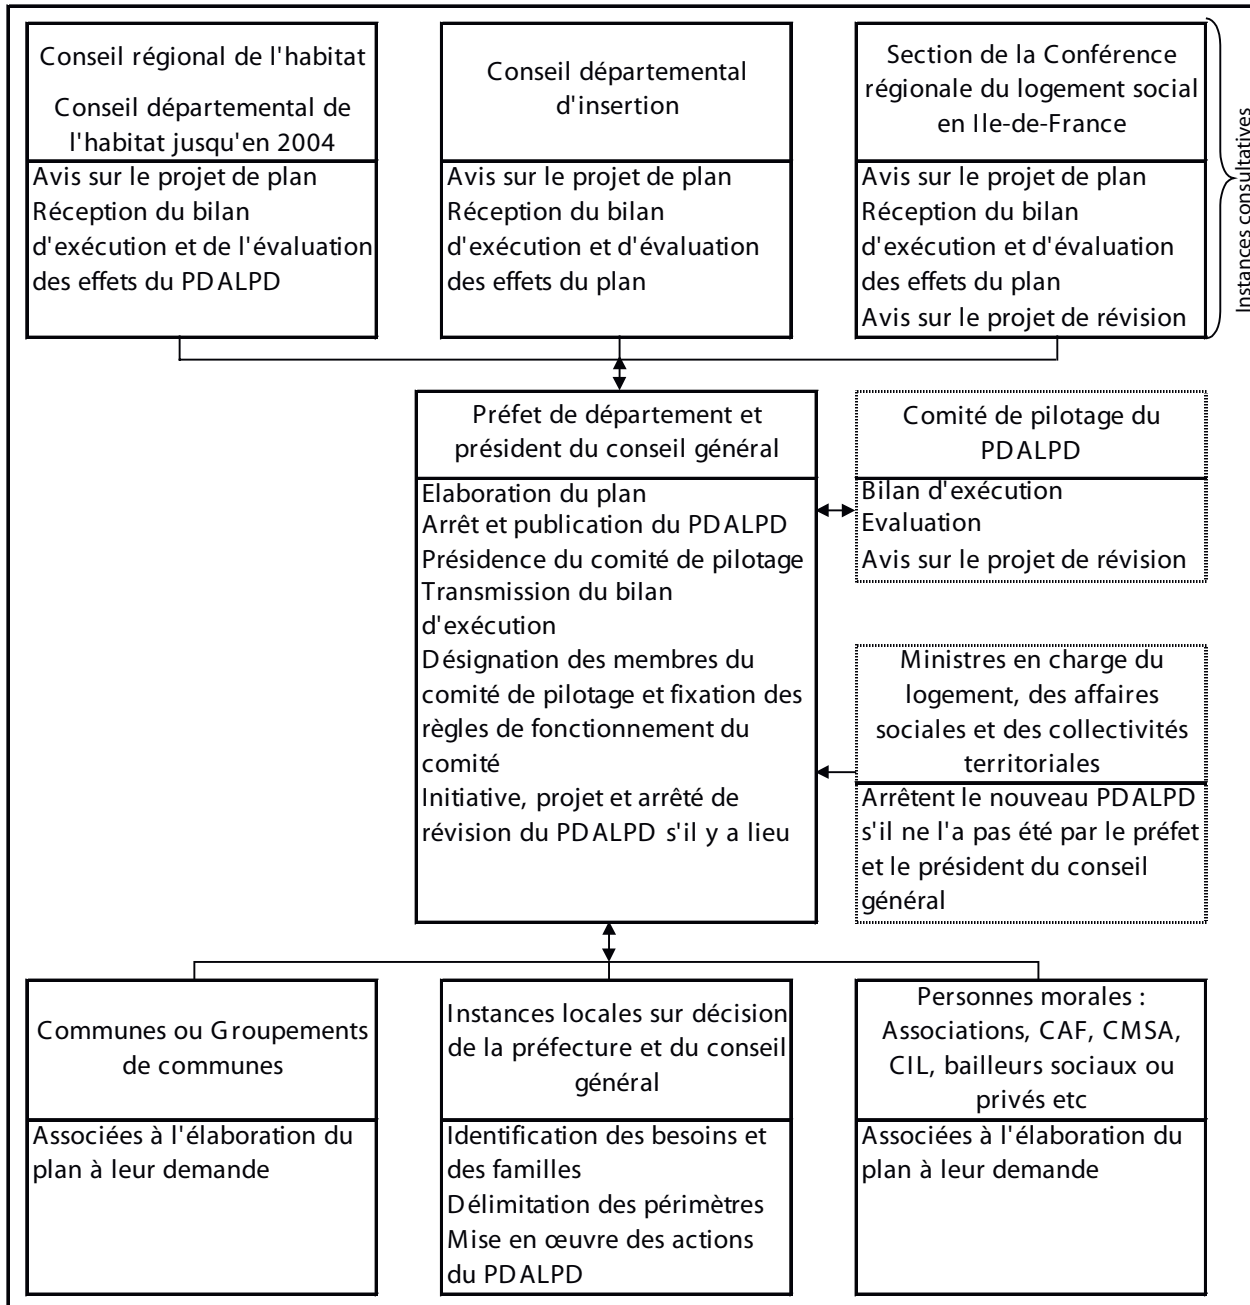 Conseil régional de l'habitat
Conseil départemental de
l'habitat jusqu'en 2004
Avis sur le projet de plan
Réception du bilan
d'exécution et de l'évaluation
des effets du PDALPD
Conseil départemental
d'insertion
Avis sur le projet de plan
Réception du bilan
d'exécution et d'évaluation
des effets du plan
Section de la Conférence
régionale du logement social
en Ile-de-France
Avis sur le projet de plan
Réception du bilan
d'exécution et d'évaluation
des effets du plan
Avis sur le projet de révision
Instances consultatives
Préfet de département et
président du conseil général
Elaboration du plan
Arrêt et publication du PDALPD
Présidence du comité de pilotage
Transmission du bilan
d'exécution
Désignation des membres du
comité de pilotage et fixation des
règles de fonctionnement du
comité
Initiative, projet et arrêté de
révision du PDALPD s'il y a lieu
Comité de pilotage du
PDALPD
Bilan d'exécution
Evaluation
Avis sur le projet de révision
Ministres en charge du
logement, des affaires
sociales et des collectivités
territoriales
Arrêtent le nouveau PDALPD
s'il ne l'a pas été par le préfet
et le président du conseil
général
Communes ou Groupements
de communes
Associées à l'élaboration du
plan à leur demande
Instances locales sur décision
de la préfecture et du conseil
général
Identification des besoins et
des familles
Délimitation des périmètres
Mise en œuvre des actions
du PDALPD
Personnes morales :
Associations, CAF, CMSA,
CIL, bailleurs sociaux ou
privés etc
Associées à l'élaboration du
plan à leur demande